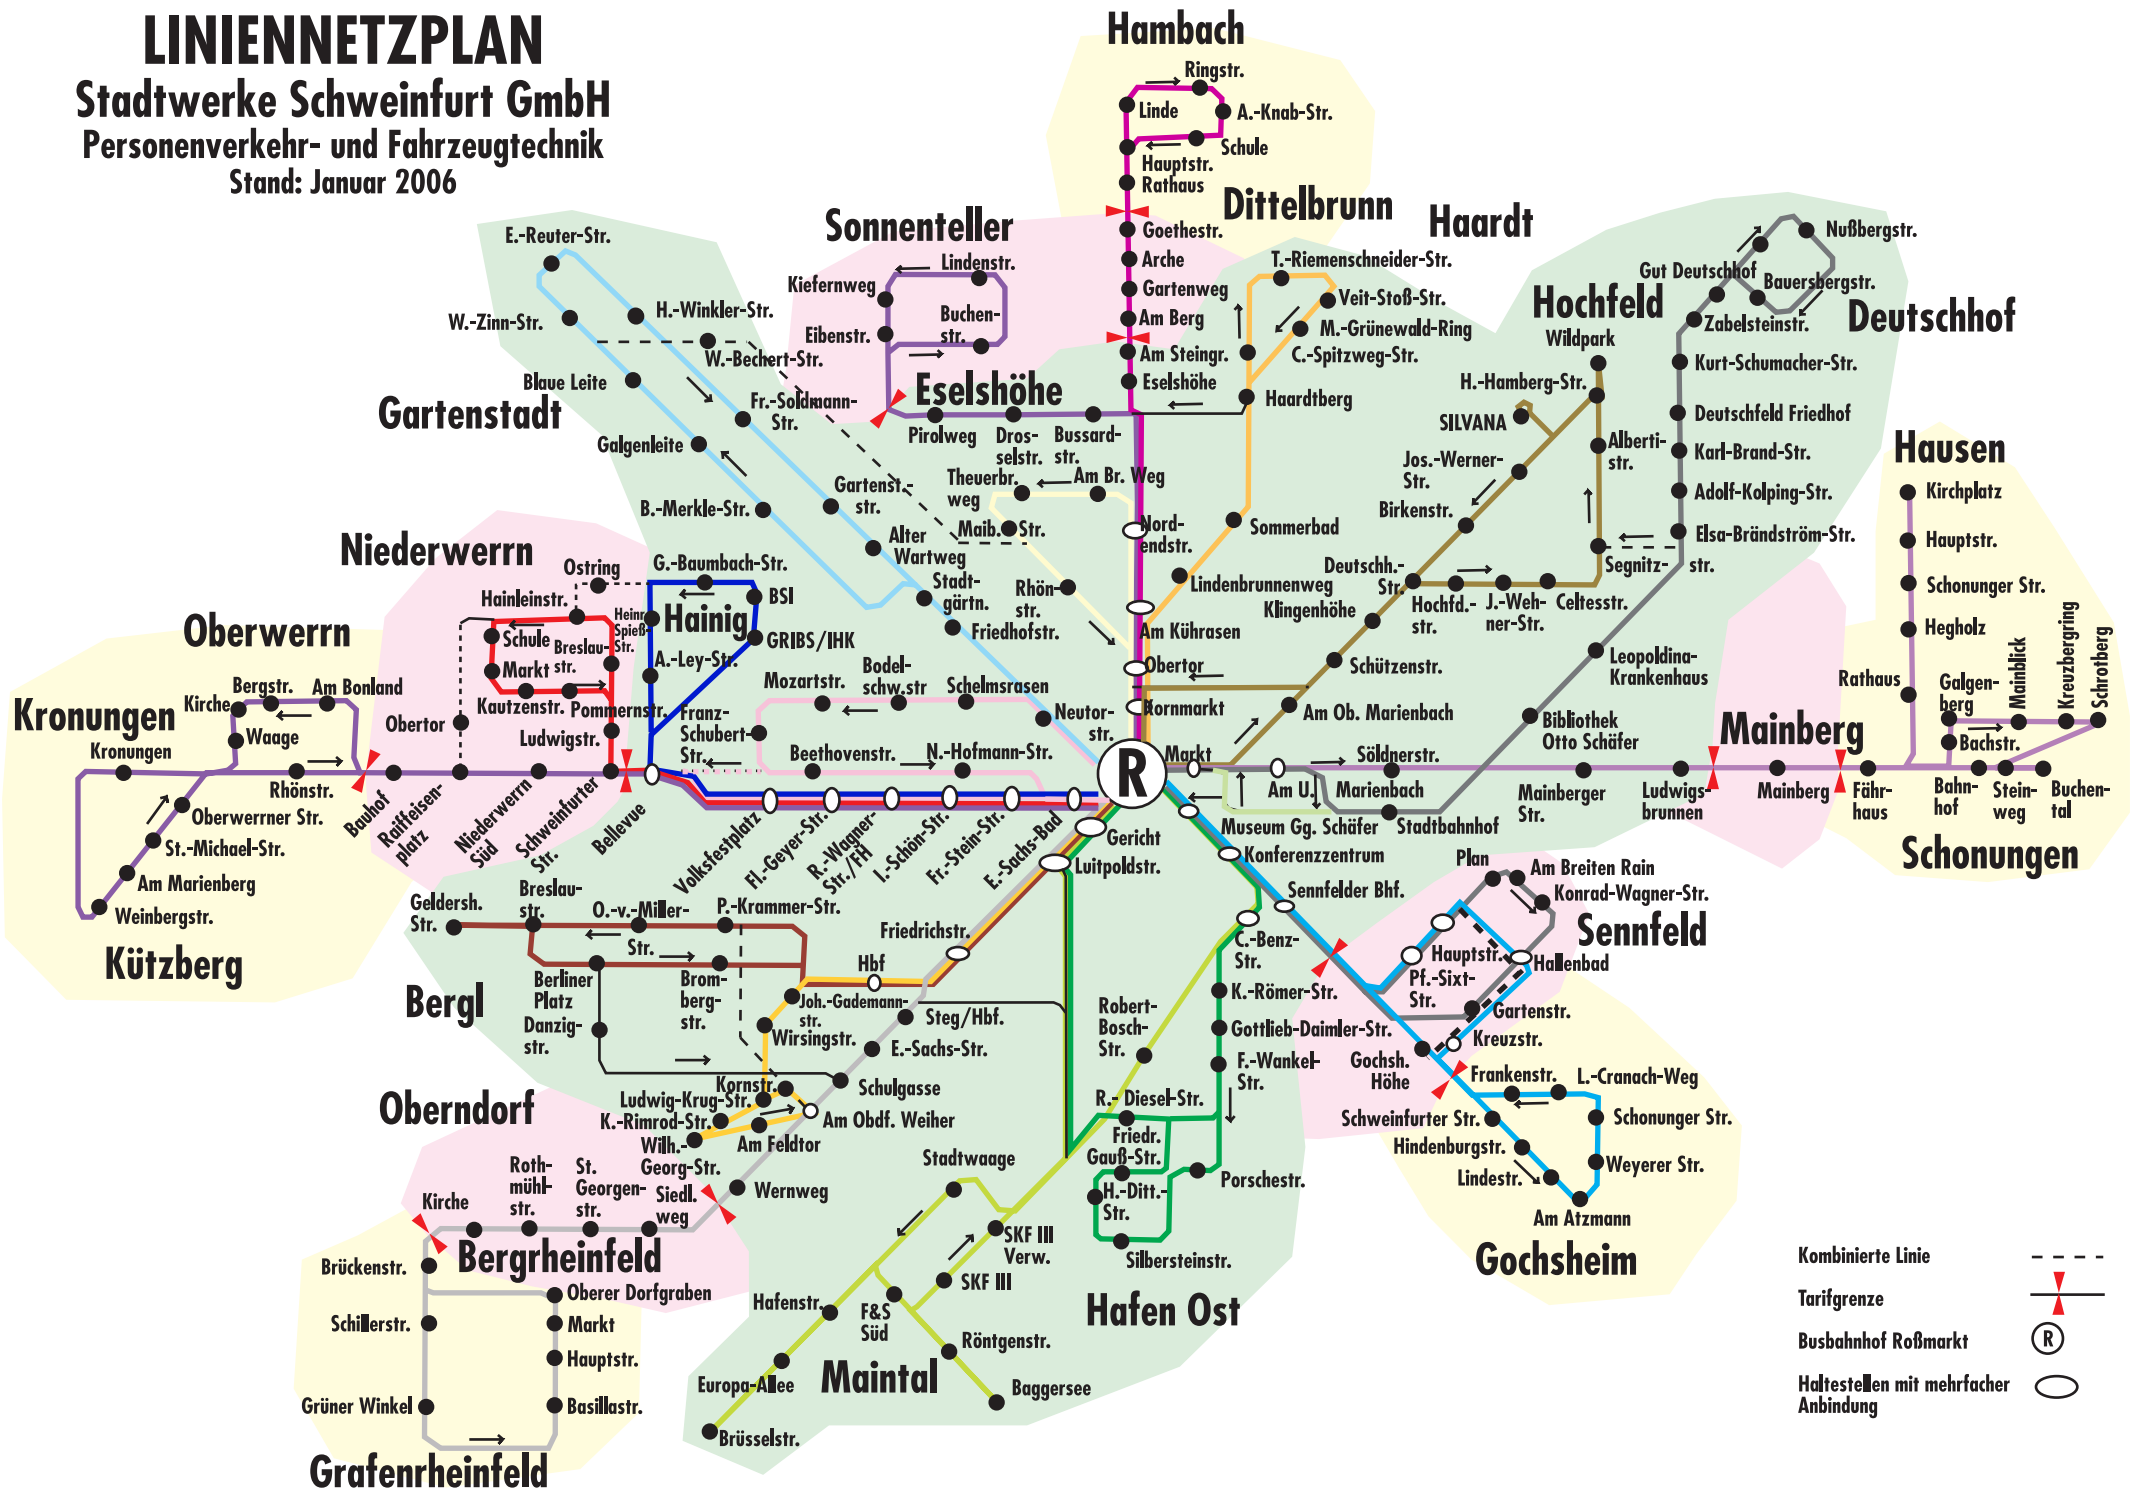 LINIENNETZPLAN
Stadtwerke Schweinfurt GmbH
Personenverkehr- und Fahrzeugtechnik
Stand: Januar 2006
Hambach
Ringstr.
Linde
A.-Knab-Str.
Schule
Hauptstr.
Rathaus
Dittelbrunn
Goethestr.
Arche
Gartenweg
Am Berg
Am Steingr.
Eselshöhe
Sonnenteller
Lindenstr.
Kiefernweg
Buchen-
str.
Eibenstr.
Eselshöhe
Pirolweg
Dros-
selstr.
Bussard-
str.
Haardt
T.-Riemenschneider-Str.
Veit-Stoß-Str.
M.-Grünewald-Ring
C.-Spitzweg-Str.
Haardtberg
Sommerbad
Lindenbrunnenweg
Hochfeld
Wildpark
H.-Hamberg-Str.
SILVANA
Alberti-
str.
Jos.-Werner-
Str.
Birkenstr.
Deutschh.-
Str.
Klingenhöhe
Hochfd.-
str.
J.-Weh-
ner-Str.
Celtesstr.
Segnitz-
str.
Schützenstr.
Am Ob. Marienbach
Deutschhof
Nußbergstr.
Gut Deutschhof
Bauersbergstr.
Zabelsteinstr.
Kurt-Schumacher-Str.
Deutschfeld Friedhof
Karl-Brand-Str.
Adolf-Kolping-Str.
Elsa-Brändström-Str.
Leopoldina-
Krankenhaus
Bibliothek
Otto Schäfer
Gartenstadt
E.-Reuter-Str.
W.-Zinn-Str.
H.-Winkler-Str.
W.-Bechert-Str.
Blaue Leite
Fr.-Soldmann-
Str.
Galgenleite
Gartenst.-
str.
B.-Merkle-Str.
Alter
Wartweg
Stadt-
gärtn.
Friedhofstr.
Theuerbr.
weg
Am Br. Weg
Maib. Str.
Rhön-
str.
Nord-
endstr.
Am Kührasen
Obertor
Kornmarkt
Niederwerrn
Ostring
Hainleinstr.
Schule
Markt
Breslau-
str.
Heinr.
Spieß-
Str.
Kautzenstr.
Pommernstr.
Obertor
Ludwigstr.
Hainig
G.-Baumbach-Str.
BSI
GRIBS/IHK
A.-Ley-Str.
Mozartstr.
Bodel-
schw.str
Schelmsrasen
Neutor-
str.
Franz-
Schubert-
Str.
Beethovenstr.
N.-Hofmann-Str.
Oberwerrn
Kronungen
Kirche
Bergstr.
Am Bonland
Waage
Kronungen
Rhönstr.
Oberwerrner Str.
St.-Michael-Str.
Am Marienberg
Weinbergstr.
Kützberg
Bauhof
Raiffeisen-
platz
Niederwerrn
Süd
Schweinfurter
Str.
Bellevue
Volksfestplatz
Fl.-Geyer-Str.
R.-Wagner-
Str./FH
I.-Schön-Str.
Fr.-Stein-Str.
E.-Sachs-Bad
R
Markt
Am U.
Söldnerstr.
Marienbach
Museum Gg. Schäfer
Stadtbahnhof
Mainberger
Str.
Ludwigs-
brunnen
Mainberg
Mainberg
Fähr-
haus
Hausen
Kirchplatz
Hauptstr.
Schonunger Str.
Hegholz
Rathaus
Galgen-
berg
Mainblick
Kreuzbergring
Schrotberg
Bachstr.
Bahn-
hof
Stein-
weg
Buchen-
tal
Schonungen
Gericht
Luitpoldstr.
Konferenzzentrum
Sennfelder Bhf.
C.-Benz-
Str.
Sennfeld
Plan
Am Breiten Rain
Konrad-Wagner-Str.
Hauptstr.
Hallenbad
Pf.-Sixt-
Str.
Gartenstr.
Kreuzstr.
Gochsh.
Höhe
Frankenstr.
L.-Cranach-Weg
Schweinfurter Str.
Schonunger Str.
Hindenburgstr.
Weyerer Str.
Lindestr.
Am Atzmann
Gochsheim
Geldersh.
Str.
Breslau-
str.
O.-v.-Miller-
Str.
P.-Krammer-Str.
Friedrichstr.
Hbf
Berliner
Platz
Brom-
berg-
str.
Bergl
Danzig-
str.
Joh.-Gademann-
str.
Wirsingstr.
Steg/Hbf.
E.-Sachs-Str.
Schulgasse
Kornstr.
Ludwig-Krug-Str.
K.-Rimrod-Str.
Wilh.-
Georg-Str.
Am Feldtor
Am Obdf. Weiher
Oberndorf
Wernweg
Kirche
Roth-
mühl-
str.
St.
Georgen-
str.
Siedl.
weg
Bergrheinfeld
Brückenstr.
Oberer Dorfgraben
Schillerstr.
Markt
Hauptstr.
Grüner Winkel
Basillastr.
Grafenrheinfeld
K.-Römer-Str.
Robert-
Bosch-
Str.
Gottlieb-Daimler-Str.
F.-Wankel-
Str.
R.- Diesel-Str.
Friedr.
Gauß-Str.
H.-Ditt.-
Str.
Porschestr.
Silbersteinstr.
Hafen Ost
Stadtwaage
SKF III
Verw.
SKF III
Hafenstr.
F&S
Süd
Röntgenstr.
Europa-Allee
Maintal
Baggersee
Brüsselstr.
Kombinierte Linie
Tarifgrenze
Busbahnhof Roßmarkt
R
Haltestellen mit mehrfacher
Anbindung